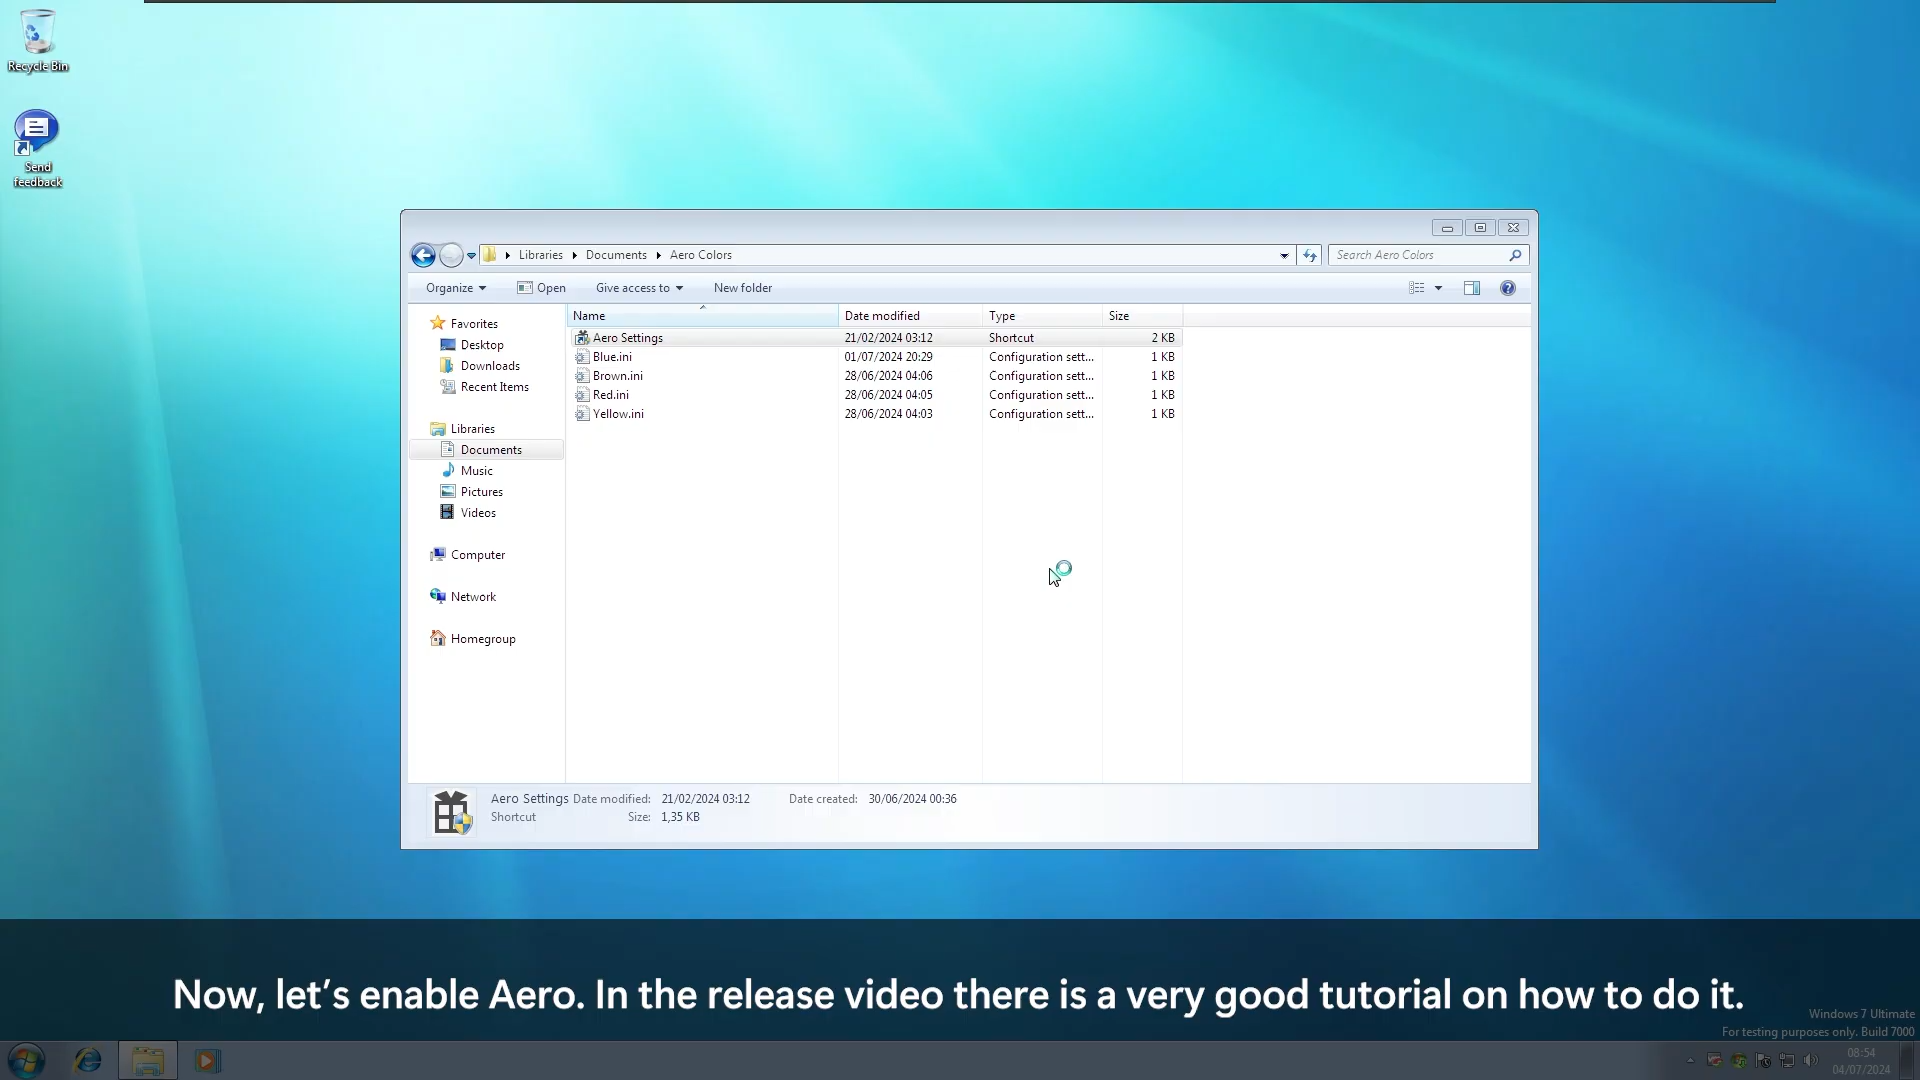 Recycle Bin
Send
feedback
Libraries
Documents
Aero Colors
Search Aero Colors
Organize
Open
Give access to
New folder
Name
Date modified
Type
Size
Favorites
Desktop
Downloads
Recent Items
Libraries
Documents
Music
Pictures
Videos
Computer
Network
Homegroup
Aero Settings 21/02/2024 03:12 Shortcut 2 KB
Blue.ini 01/07/2024 20:29 Configuration sett... 1 KB
Brown.ini 28/06/2024 04:06 Configuration sett... 1 KB
Red.ini 28/06/2024 04:05 Configuration sett... 1 KB
Yellow.ini 28/06/2024 04:03 Configuration sett... 1 KB
Aero Settings Date modified: 21/02/2024 03:12 Date created: 30/06/2024 00:36
Shortcut Size: 1,35 KB
Now, let’s enable Aero. In the release video there is a very good tutorial on how to do it.
Windows 7 Ultimate
For testing purposes only. Build 7000
08:54
04/07/2024